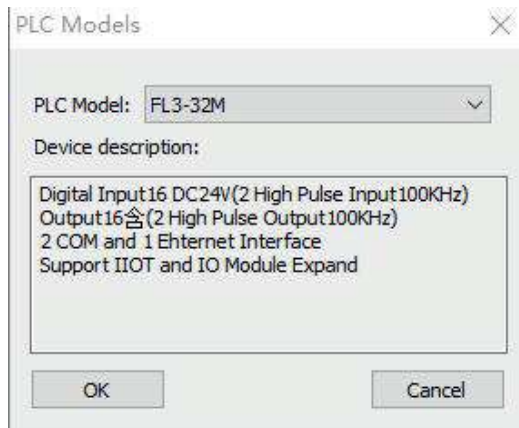 PLC Models
PLC Model: FL3-32M
Device description:
Digital Input16 DC24V(2 High Pulse Input100KHz)
Output16含(2 High Pulse Output100KHz)
2 COM and 1 Ehternet Interface
Support IIOT and IO Module Expand
OK Cancel